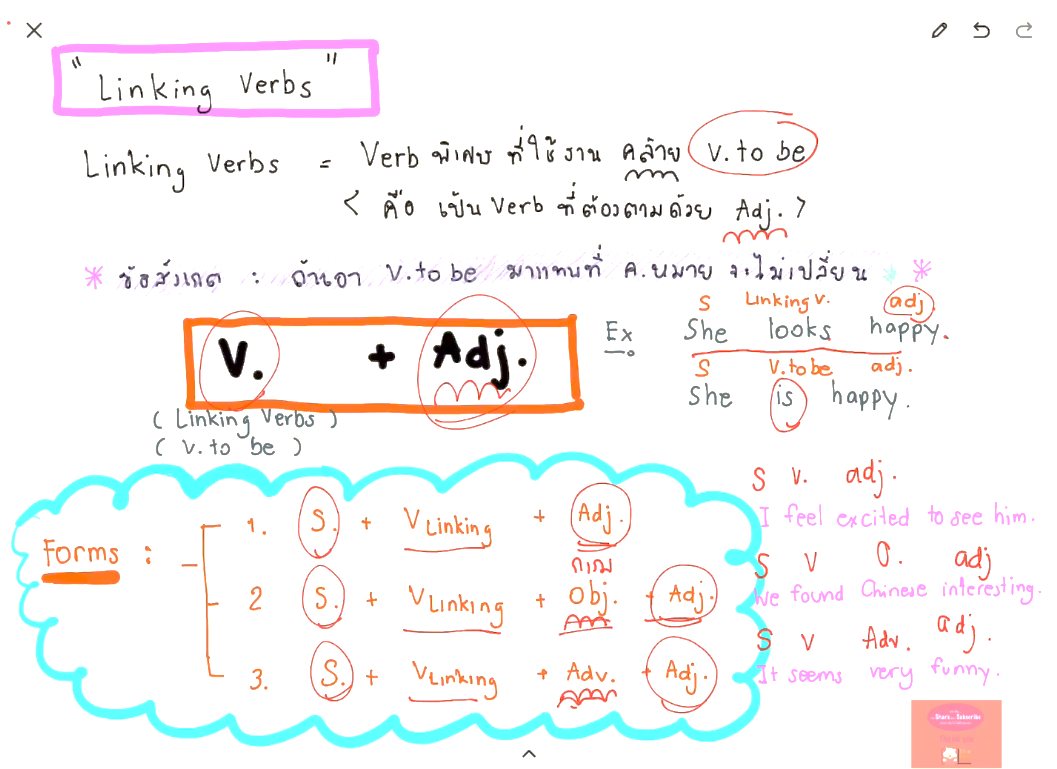 " Linking Verbs "
Linking Verbs = Verb พิเศษ ที่ใช้งาน คล้าย V. to be
< คือ เป็น Verb ที่ต้องตามด้วย Adj. >
* ข้อสังเกต : ถ้าเอา V. to be มาแทนที่ ค.หมาย จะไม่เปลี่ยน *
V. + Adj.
( Linking Verbs )
( V. to be )
Ex
S Linking v. adj.
She looks happy.
S V. to be adj.
She is happy.
Forms :
1. S. + V Linking + Adj.
กรรม
2 S. + V Linking + Obj. + Adj.
3. S. + V Linking + Adv. + Adj.
S V. adj.
I feel excited to see him.
S V O. adj
We found Chinese interesting.
S V Adv. adj.
It seems very funny.
Share Subscribe